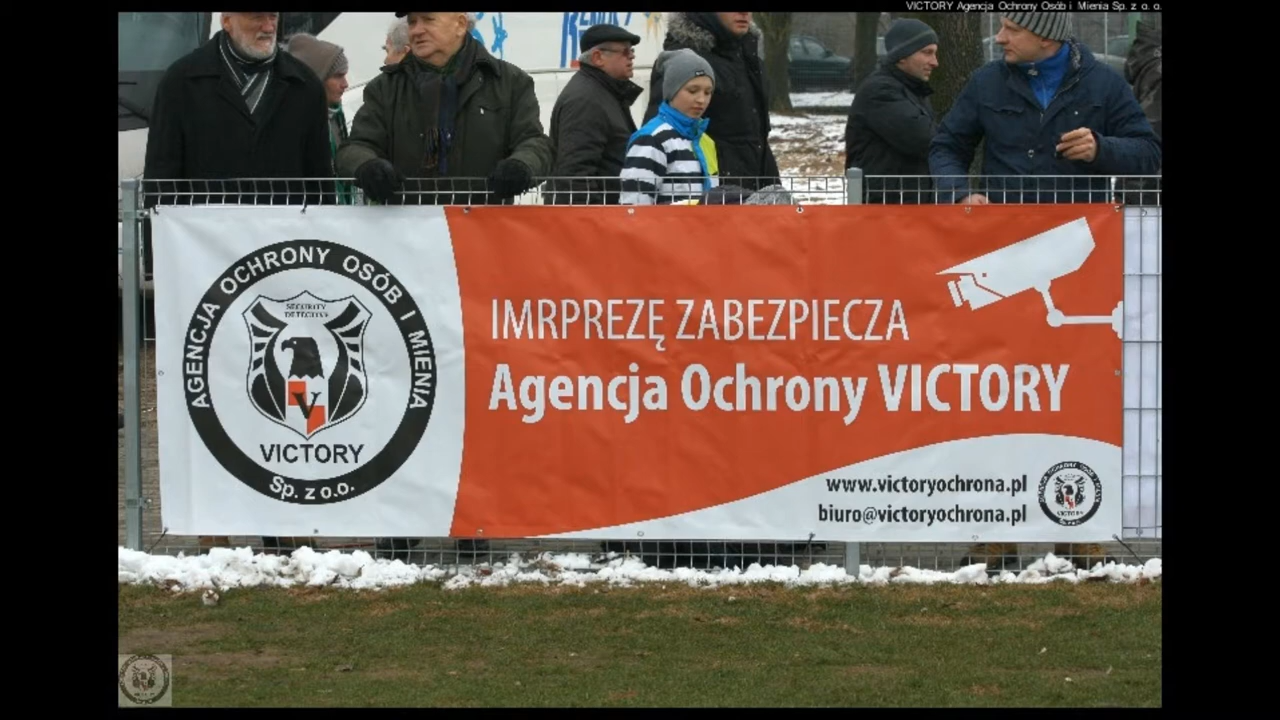 VICTORY Agencja Ochrony Osób i Mienia Sp. z o. o.
AGENCJA OCHRONY OSÓB I MIENIA
SECURITY
DETECTIVE
V
VICTORY
Sp. z o.o.
IMRPREZĘ ZABEZPIECZA
Agencja Ochrony VICTORY
www.victoryochrona.pl
biuro@victoryochrona.pl